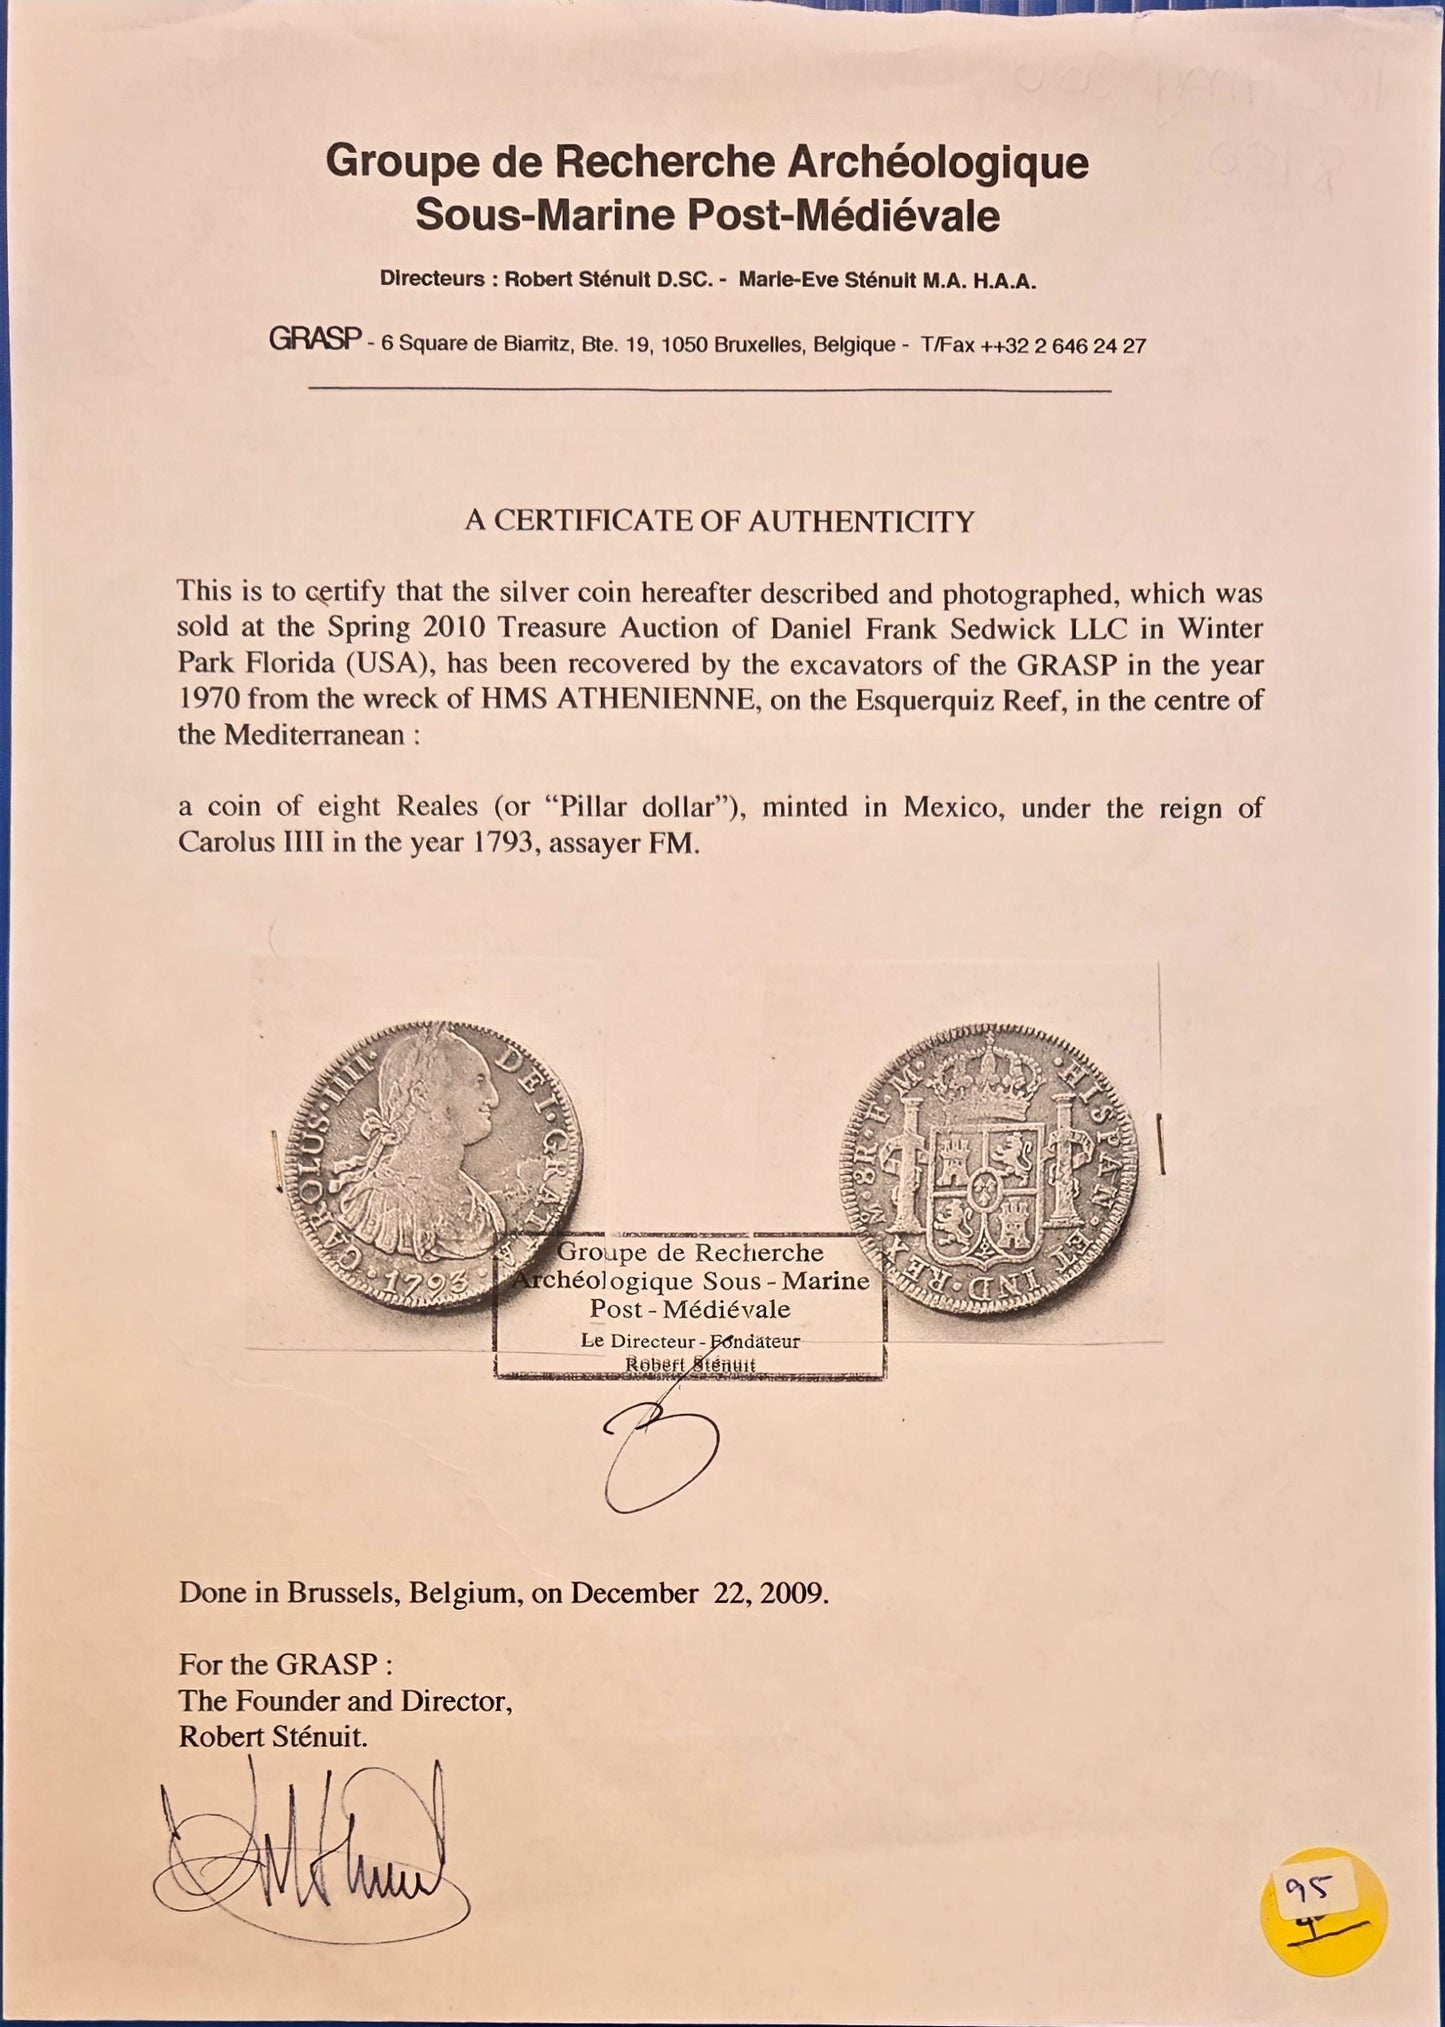 Groupe de Recherche Archéologique
Sous-Marine Post-Médiévale
Directeurs : Robert Sténuit D.SC. - Marie-Eve Sténuit M.A. H.A.A.
GRASP - 6 Square de Biarritz, Bte. 19, 1050 Bruxelles, Belgique - T/Fax ++32 2 646 24 27
A CERTIFICATE OF AUTHENTICITY
This is to certify that the silver coin hereafter described and photographed, which was
sold at the Spring 2010 Treasure Auction of Daniel Frank Sedwick LLC in Winter
Park Florida (USA), has been recovered by the excavators of the GRASP in the year
1970 from the wreck of HMS ATHENIENNE, on the Esquerquiz Reef, in the centre of
the Mediterranean :
a coin of eight Reales (or “Pillar dollar”), minted in Mexico, under the reign of
Carolus IIII in the year 1793, assayer FM.
CAROLUS·IIII· DEI·GRATIA ·1793·
·HISPAN·ET IND·REX·M·8R·F·M·
Groupe de Recherche
Archéologique Sous - Marine
Post - Médiévale
Le Directeur - Fondateur
Robert Sténuit
Done in Brussels, Belgium, on December 22, 2009.
For the GRASP :
The Founder and Director,
Robert Sténuit.
95